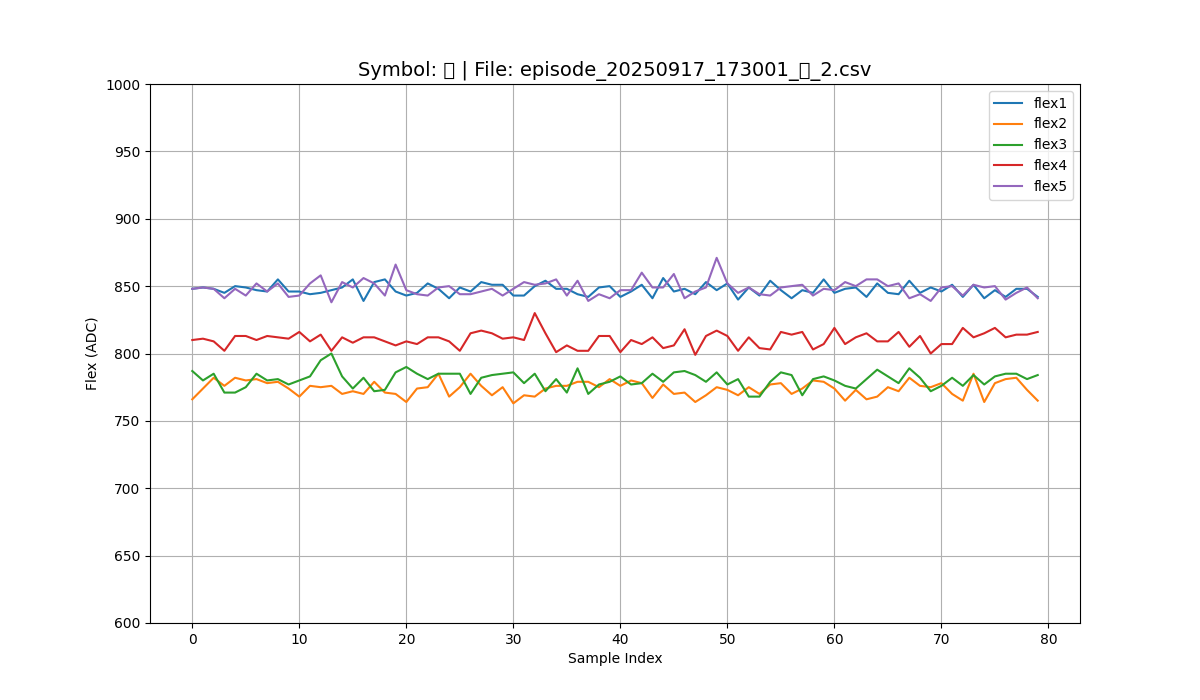 Symbol: ▯ | File: episode_20250917_173001_▯_2.csv
1000
950
900
850
800
750
700
650
600
Flex (ADC)
flex1
flex2
flex3
flex4
flex5
0 10 20 30 40 50 60 70 80
Sample Index